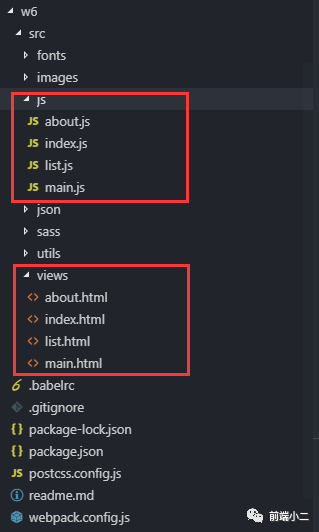 w6
src
fonts
images
js
JS about.js
JS index.js
JS list.js
JS main.js
json
sass
utils
views
<> about.html
<> index.html
<> list.html
<> main.html
6 .babelrc
.gitignore
{} package-lock.json
{} package.json
JS postcss.config.js
readme.md
webpack.config.js
前端小二